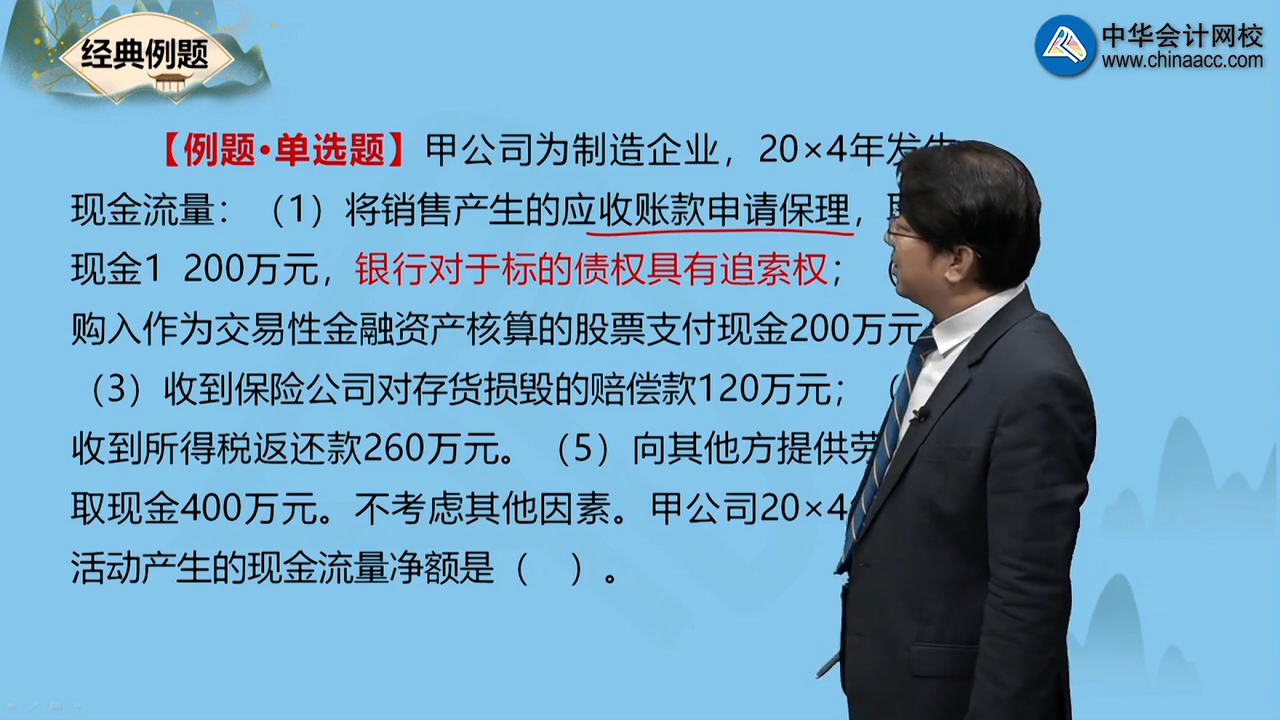 经典例题
中华会计网校
www.chinaacc.com
【例题•单选题】甲公司为制造企业，20×4年发生
现金流量：（1）将销售产生的应收账款申请保理，
现金1 200万元，银行对于标的债权具有追索权；（
购入作为交易性金融资产核算的股票支付现金200万元
（3）收到保险公司对存货损毁的赔偿款120万元；（
收到所得税返还款260万元。（5）向其他方提供劳
取现金400万元。不考虑其他因素。甲公司20×4
活动产生的现金流量净额是（ ）。